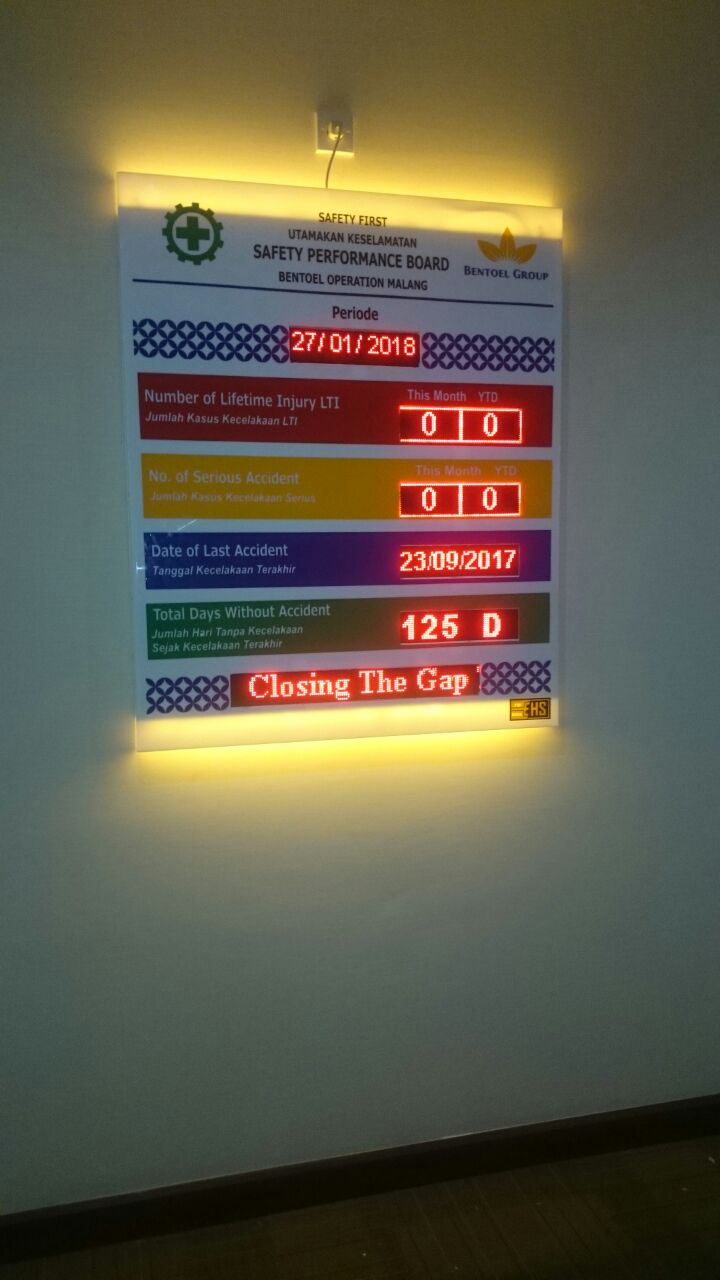 SAFETY FIRST
UTAMAKAN KESELAMATAN
SAFETY PERFORMANCE BOARD
BENTOEL OPERATION MALANG
BENTOEL GROUP
Periode
27/01/2018
Number of Lifetime Injury LTI
Jumlah Kasus Kecelakaan LTI
This Month YTD
0 0
No. of Serious Accident
Jumlah Kasus Kecelakaan Serius
This Month YTD
0 0
Date of Last Accident
Tanggal Kecelakaan Terakhir
23/09/2017
Total Days Without Accident
Jumlah Hari Tanpa Kecelakaan
Sejak Kecelakaan Terakhir
125 D
Closing The Gap
EHS